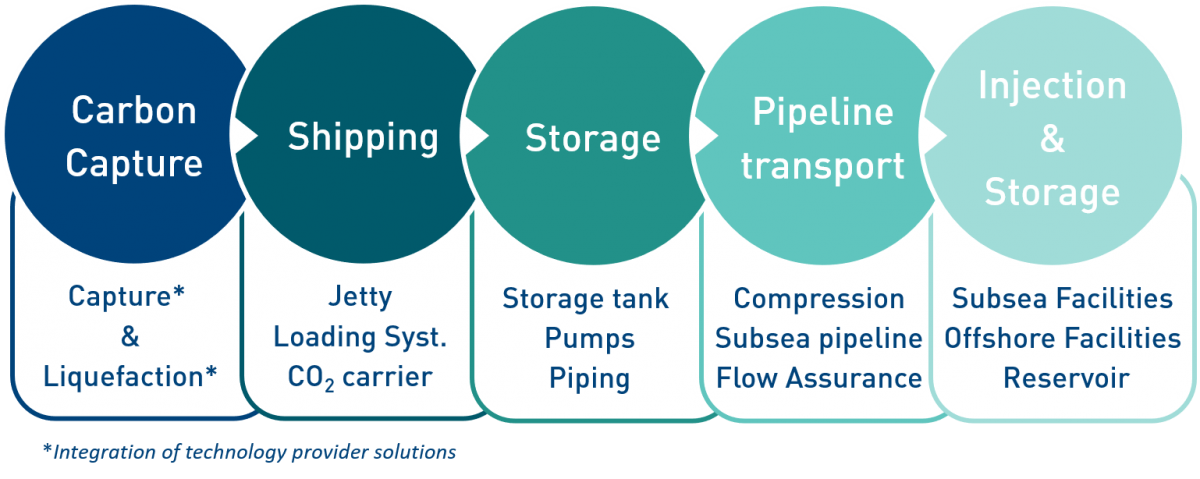 Carbon
Capture
Shipping
Storage
Pipeline
transport
Injection
&
Storage
Capture*
&
Liquefaction*
Jetty
Loading Syst.
CO₂ carrier
Storage tank
Pumps
Piping
Compression
Subsea pipeline
Flow Assurance
Subsea Facilities
Offshore Facilities
Reservoir
*Integration of technology provider solutions